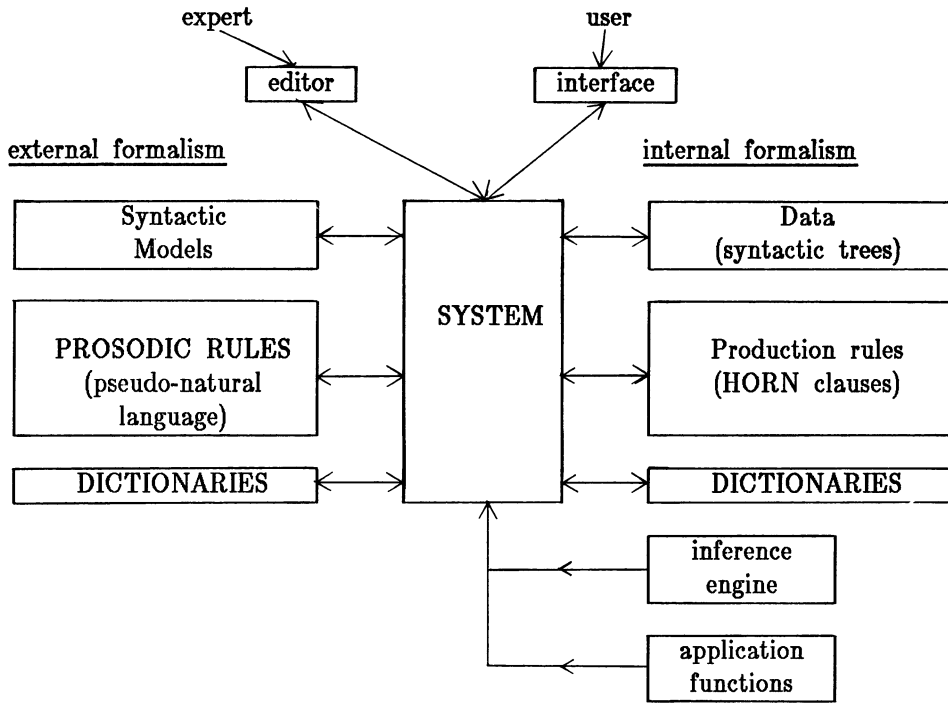 expert
user
editor
interface
external formalism
internal formalism
Syntactic
Models
Data
(syntactic trees)
SYSTEM
PROSODIC RULES
(pseudo-natural
language)
Production rules
(HORN clauses)
DICTIONARIES
DICTIONARIES
inference
engine
application
functions